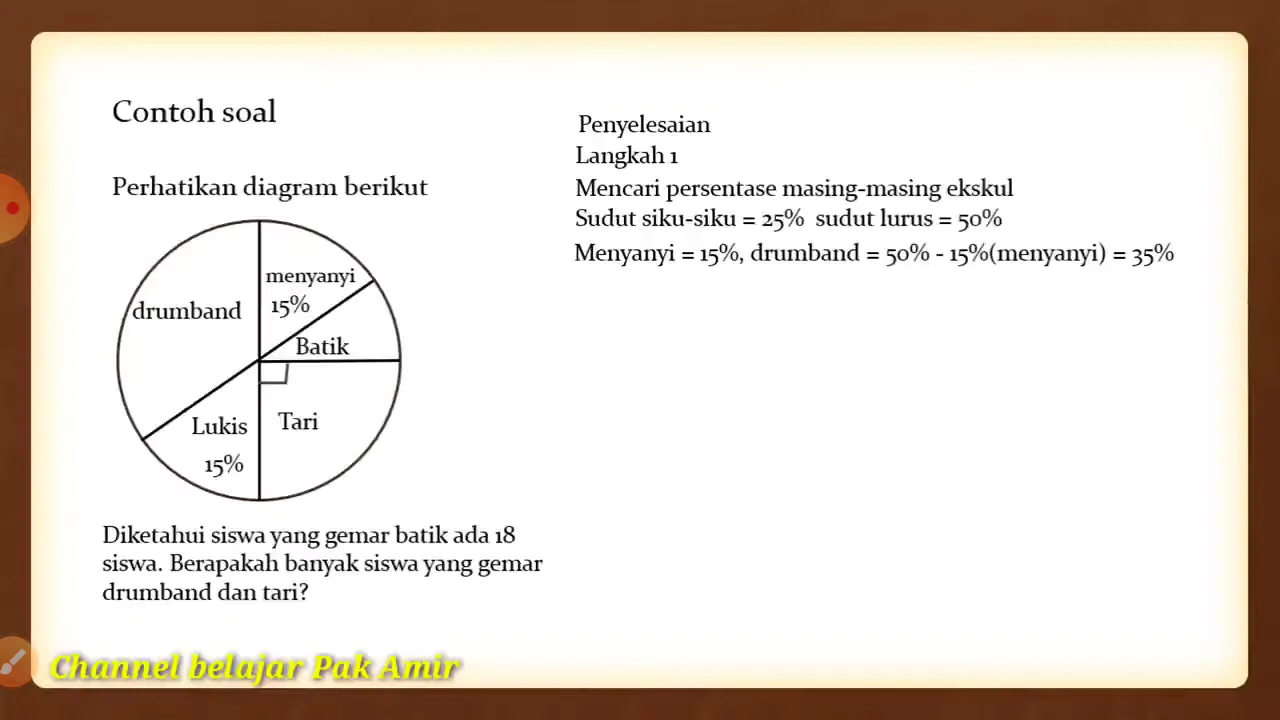 Contoh soal
Perhatikan diagram berikut
menyanyi
15%
drumband
Batik
Lukis
15%
Tari
Diketahui siswa yang gemar batik ada 18
siswa. Berapakah banyak siswa yang gemar
drumband dan tari?
Penyelesaian
Langkah 1
Mencari persentase masing-masing ekskul
Sudut siku-siku = 25%  sudut lurus = 50%
Menyanyi = 15%, drumband = 50% - 15%(menyanyi) = 35%
Channel belajar Pak Amir